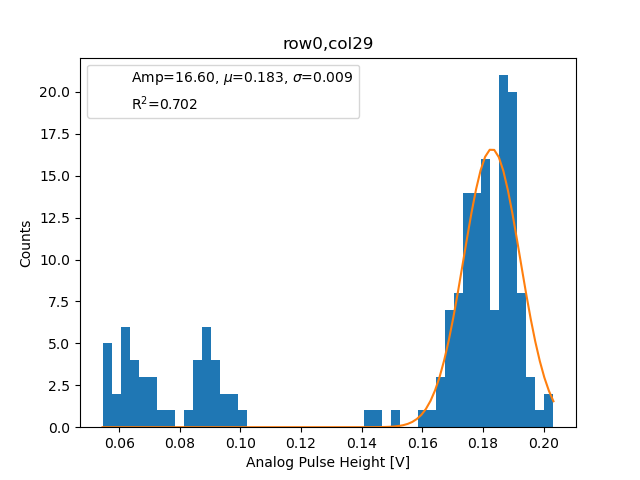 row0,col29
Amp=16.60, μ=0.183, σ=0.009
R²=0.702
20.0
17.5
15.0
12.5
10.0
7.5
5.0
2.5
0.0
Counts
0.06 0.08 0.10 0.12 0.14 0.16 0.18 0.20
Analog Pulse Height [V]